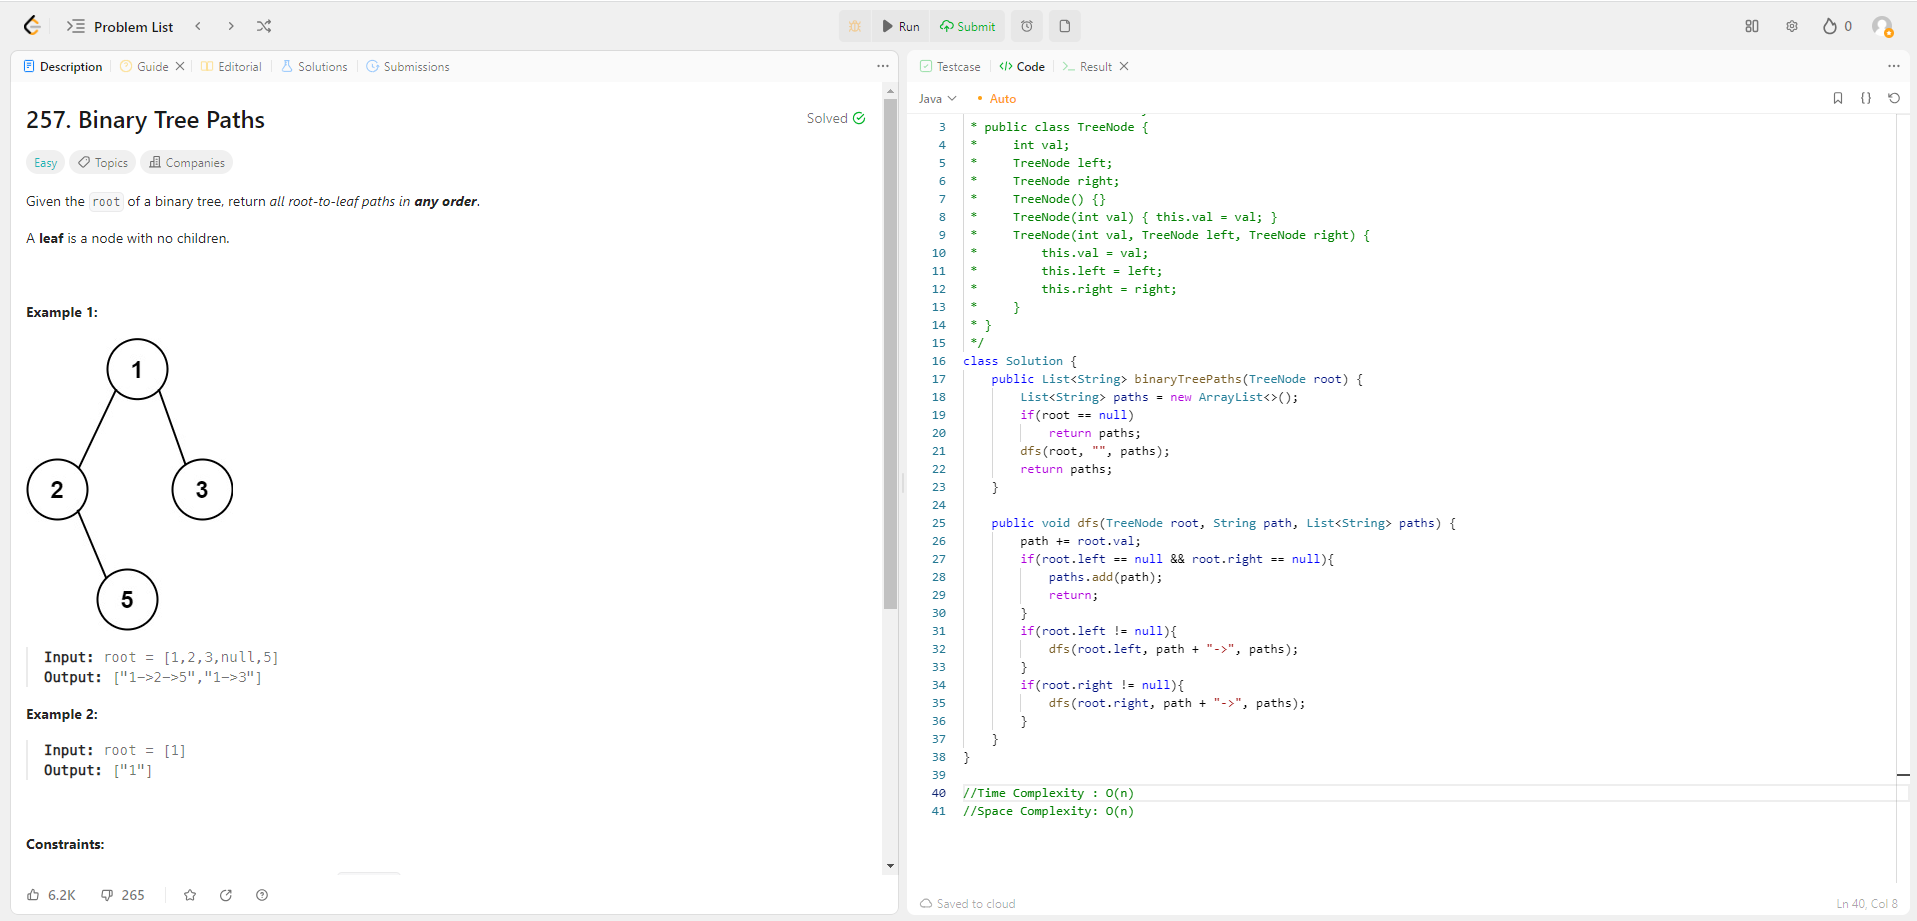 Problem List
Run
Submit
0
Description
Guide
Editorial
Solutions
Submissions
257. Binary Tree Paths
Solved
Easy
Topics
Companies
Given the root of a binary tree, return all root-to-leaf paths in any order.
A leaf is a node with no children.
Example 1:
1
2
3
5
Input: root = [1,2,3,null,5]
Output: ["1->2->5","1->3"]
Example 2:
Input: root = [1]
Output: ["1"]
Constraints:
6.2K
265
Testcase
Code
Result
Java
Auto
3 * public class TreeNode {
4 *     int val;
5 *     TreeNode left;
6 *     TreeNode right;
7 *     TreeNode() {}
8 *     TreeNode(int val) { this.val = val; }
9 *     TreeNode(int val, TreeNode left, TreeNode right) {
10 *         this.val = val;
11 *         this.left = left;
12 *         this.right = right;
13 *     }
14 * }
15 */
16 class Solution {
17     public List<String> binaryTreePaths(TreeNode root) {
18         List<String> paths = new ArrayList<>();
19         if(root == null)
20             return paths;
21         dfs(root, "", paths);
22         return paths;
23     }
24
25     public void dfs(TreeNode root, String path, List<String> paths) {
26         path += root.val;
27         if(root.left == null && root.right == null){
28             paths.add(path);
29             return;
30         }
31         if(root.left != null){
32             dfs(root.left, path + "->", paths);
33         }
34         if(root.right != null){
35             dfs(root.right, path + "->", paths);
36         }
37     }
38 }
39
40 //Time Complexity : O(n)
41 //Space Complexity: O(n)
Saved to cloud
Ln 40, Col 8